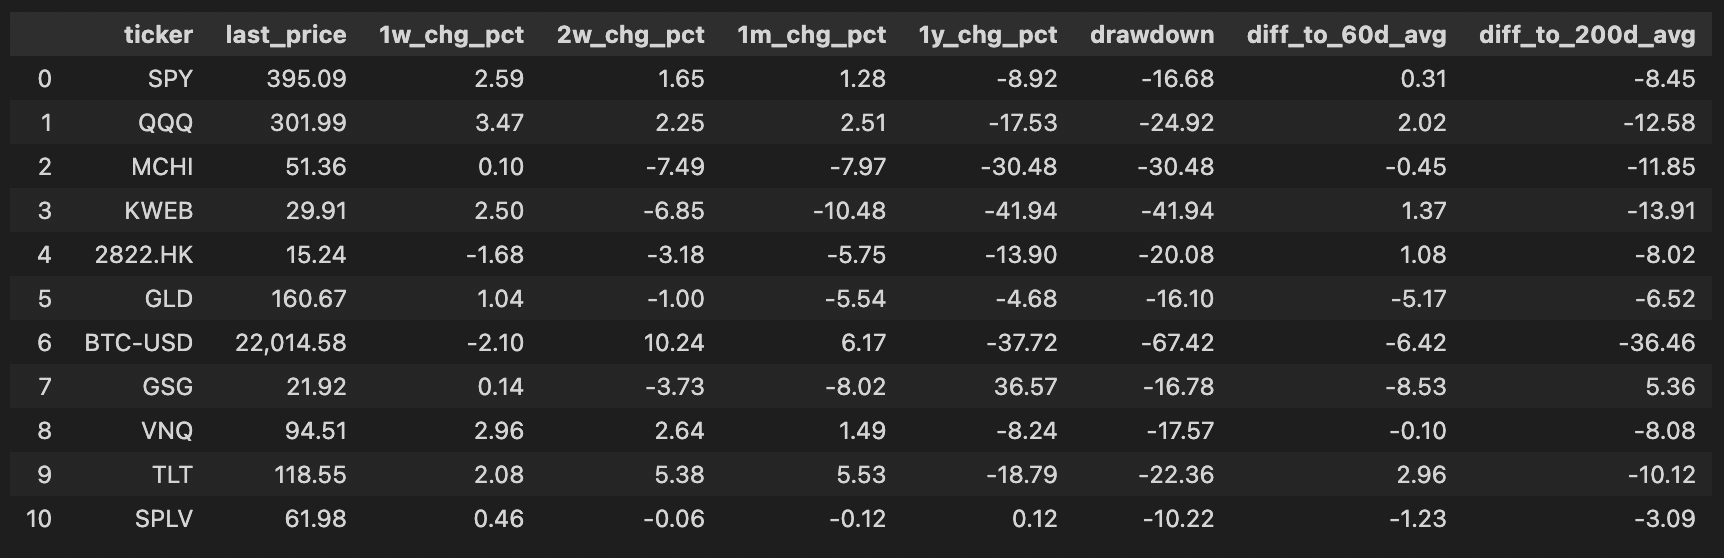 ticker last_price 1w_chg_pct 2w_chg_pct 1m_chg_pct 1y_chg_pct drawdown diff_to_60d_avg diff_to_200d_avg
0 SPY 395.09 2.59 1.65 1.28 -8.92 -16.68 0.31 -8.45
1 QQQ 301.99 3.47 2.25 2.51 -17.53 -24.92 2.02 -12.58
2 MCHI 51.36 0.10 -7.49 -7.97 -30.48 -30.48 -0.45 -11.85
3 KWEB 29.91 2.50 -6.85 -10.48 -41.94 -41.94 1.37 -13.91
4 2822.HK 15.24 -1.68 -3.18 -5.75 -13.90 -20.08 1.08 -8.02
5 GLD 160.67 1.04 -1.00 -5.54 -4.68 -16.10 -5.17 -6.52
6 BTC-USD 22,014.58 -2.10 10.24 6.17 -37.72 -67.42 -6.42 -36.46
7 GSG 21.92 0.14 -3.73 -8.02 36.57 -16.78 -8.53 5.36
8 VNQ 94.51 2.96 2.64 1.49 -8.24 -17.57 -0.10 -8.08
9 TLT 118.55 2.08 5.38 5.53 -18.79 -22.36 2.96 -10.12
10 SPLV 61.98 0.46 -0.06 -0.12 0.12 -10.22 -1.23 -3.09